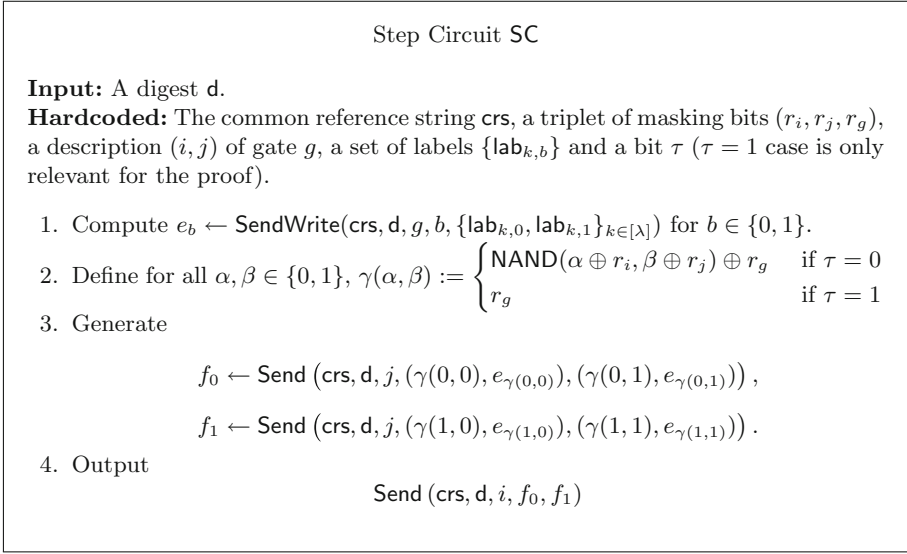 Step Circuit SC
Input: A digest d.
Hardcoded: The common reference string crs, a triplet of masking bits (r_i, r_j, r_g),
a description (i, j) of gate g, a set of labels {lab_{k,b}} and a bit τ (τ = 1 case is only
relevant for the proof).
1. Compute e_b ← SendWrite(crs, d, g, b, {lab_{k,0}, lab_{k,1}}_{k∈[λ]}) for b ∈ {0, 1}.
2. Define for all α, β ∈ {0, 1}, γ(α, β) := { NAND(α ⊕ r_i, β ⊕ r_j) ⊕ r_g if τ = 0
r_g if τ = 1
3. Generate
f_0 ← Send (crs, d, j, (γ(0, 0), e_{γ(0,0)}), (γ(0, 1), e_{γ(0,1)})) ,
f_1 ← Send (crs, d, j, (γ(1, 0), e_{γ(1,0)}), (γ(1, 1), e_{γ(1,1)})) .
4. Output
Send (crs, d, i, f_0, f_1)